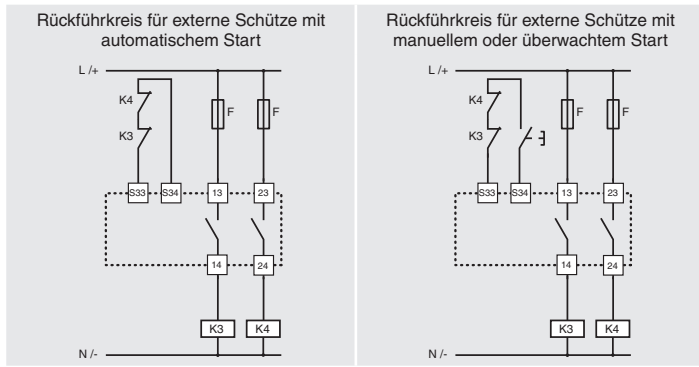 Rückführkreis für externe Schütze mit
automatischem Start
L /+
K4
K3
F
F
S33
S34
13
23
14
24
K3
K4
N /-
Rückführkreis für externe Schütze mit
manuellem oder überwachtem Start
L /+
K4
K3
F
F
S33
S34
13
23
14
24
K3
K4
N /-